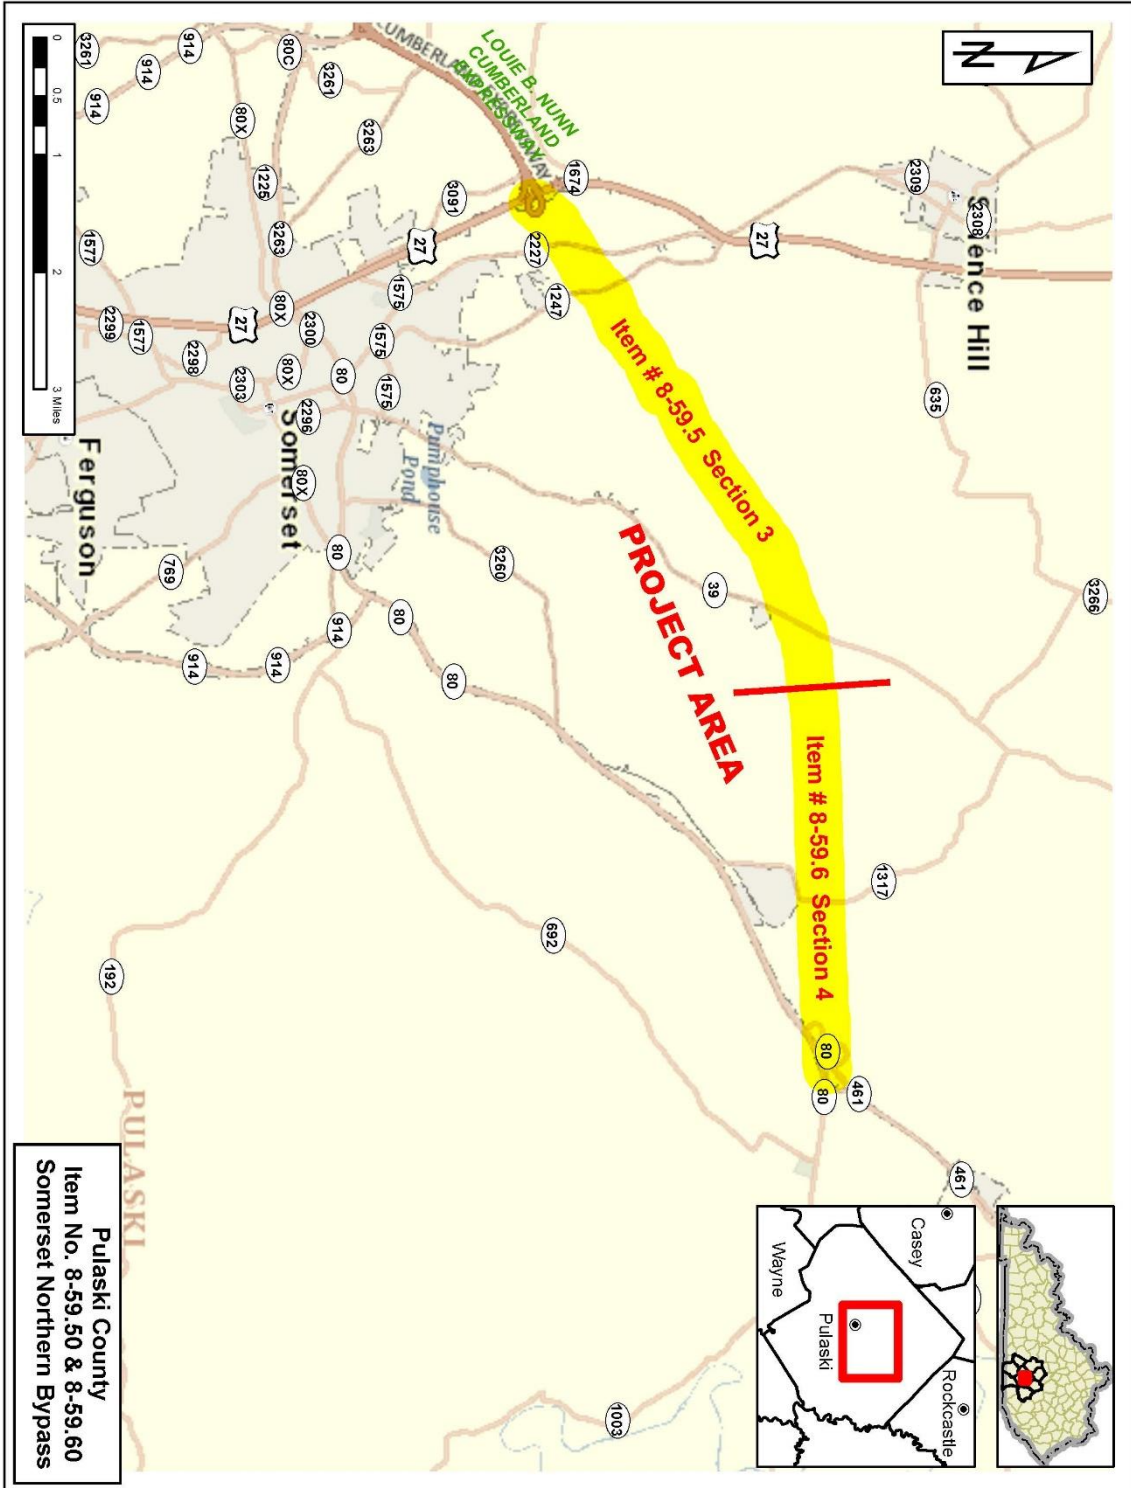 N
Science Hill
2309
2308
635
3266
461
461
1674
27
LOUIE B. NUNN
CUMBERLAND
EXPRESSWAY
CUMBERLAND EXPRESSWAY
2227
1247
Item # 8-59.5 Section 3
39
PROJECT AREA
Item # 8-59.6 Section 4
1317
80
80
Casey
Rockcastle
Pulaski
Wayne
3091
27
1575
1575
1575
Pumphouse
Pond
3260
80
80
692
1003
914
80C
3261
3263
3261
914
914
80X
1225
3263
80X
2300
80
80X
2296
2303
Somerset
80X
80
914
914
914
769
1577
27
2298
1577
2299
Ferguson
192
PULASKI
0 0.5 1 2 3 Miles
Pulaski County
Item No. 8-59.50 & 8-59.60
Somerset Northern Bypass